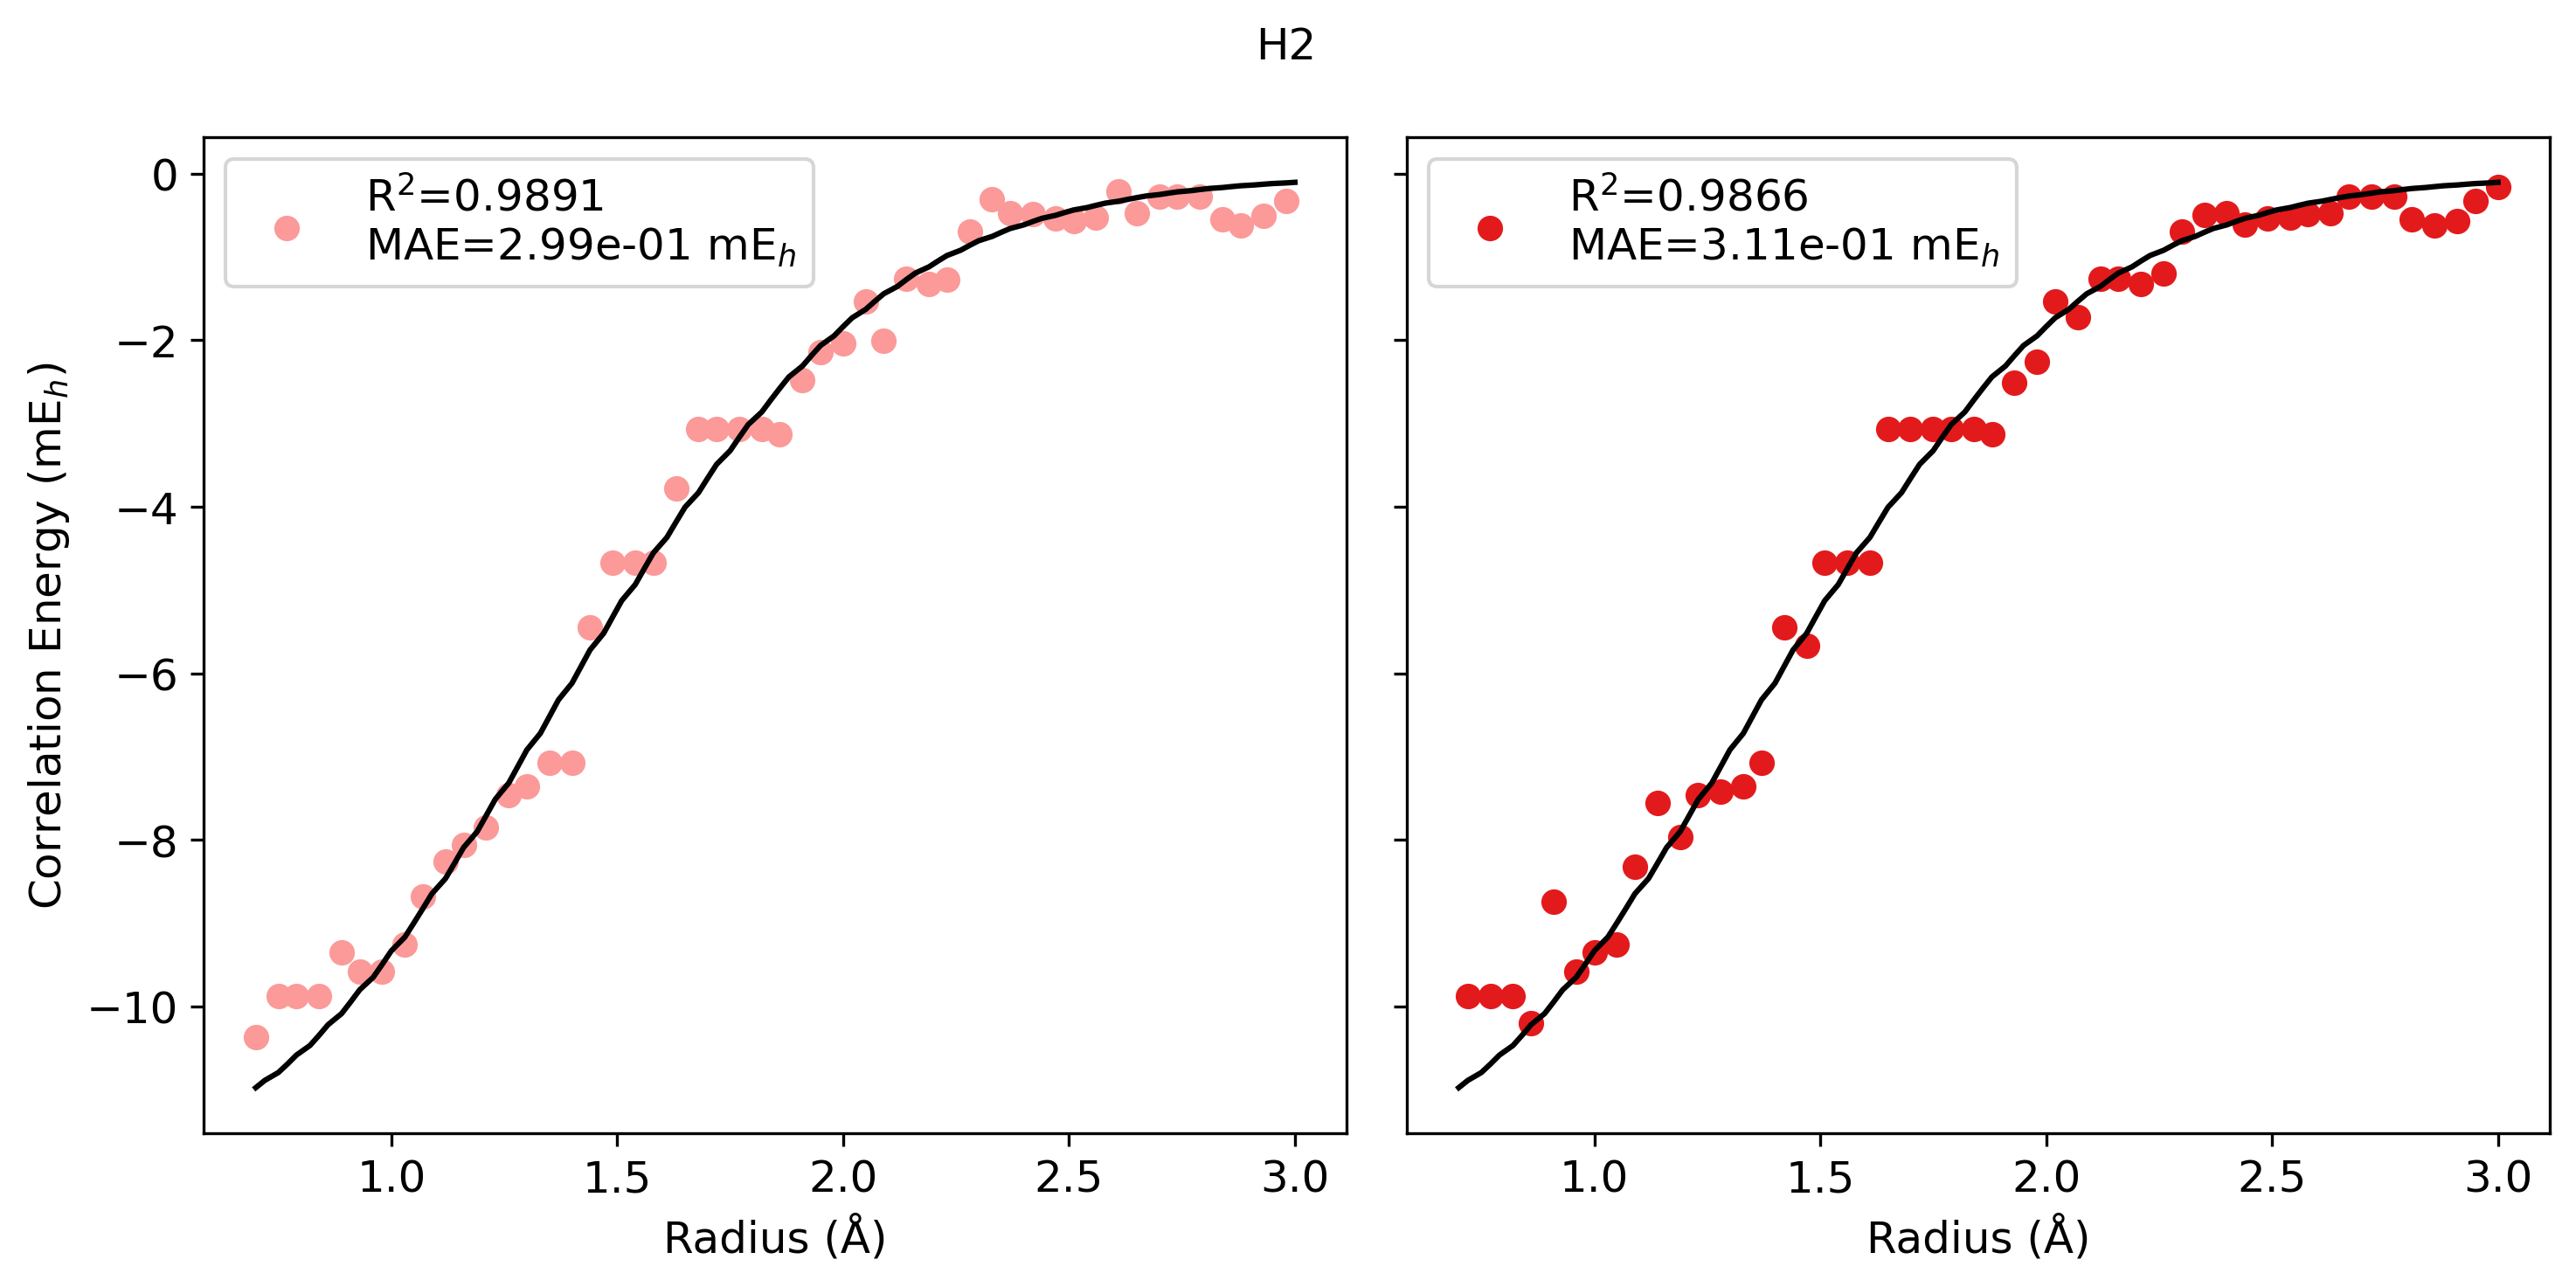 H2
R²=0.9891
MAE=2.99e-01 mEₕ
R²=0.9866
MAE=3.11e-01 mEₕ
Correlation Energy (mEₕ)
0
−2
−4
−6
−8
−10
1.0 1.5 2.0 2.5 3.0
1.0 1.5 2.0 2.5 3.0
Radius (Å)
Radius (Å)